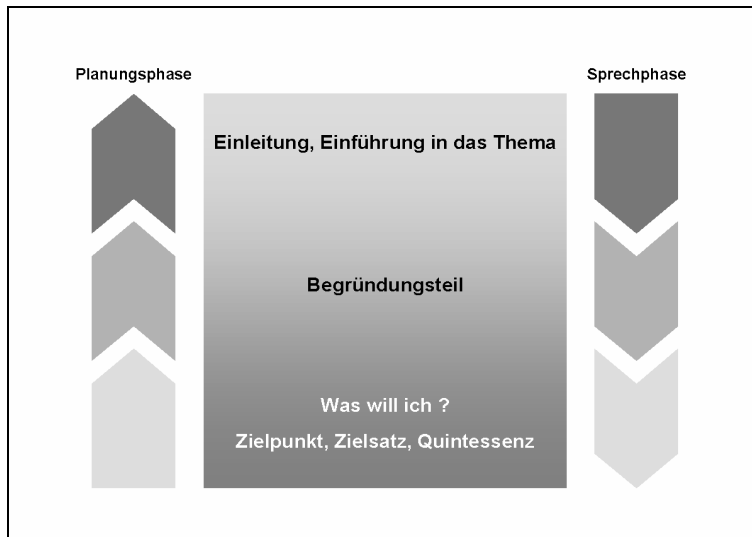 Planungsphase
Sprechphase
Einleitung, Einführung in das Thema
Begründungsteil
Was will ich ?
Zielpunkt, Zielsatz, Quintessenz